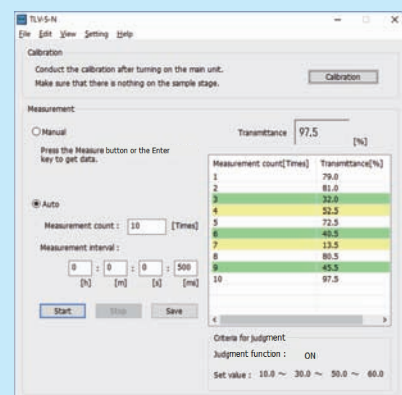 TLV-S-N
File Edit View Setting Help
Calibration
Conduct the calibration after turning on the main unit.
Make sure that there is nothing on the sample stage.
Calibration
Measurement
Manual
Press the Measure button or the Enter
key to get data.
Transmittance 97.5 [%]
Auto
Measurement count : 10 [Times]
Measurement interval :
0 : 0 : 0 : 500
[h] [m] [s] [ms]
Start Stop Save
Measurement count[Times] Transmittance[%]
1 79.0
2 81.0
3 32.0
4 52.5
5 72.5
6 40.5
7 13.5
8 80.5
9 45.5
10 97.5
Criteria for judgment
Judgment function : ON
Set value : 10.0 ~ 30.0 ~ 50.0 ~ 60.0